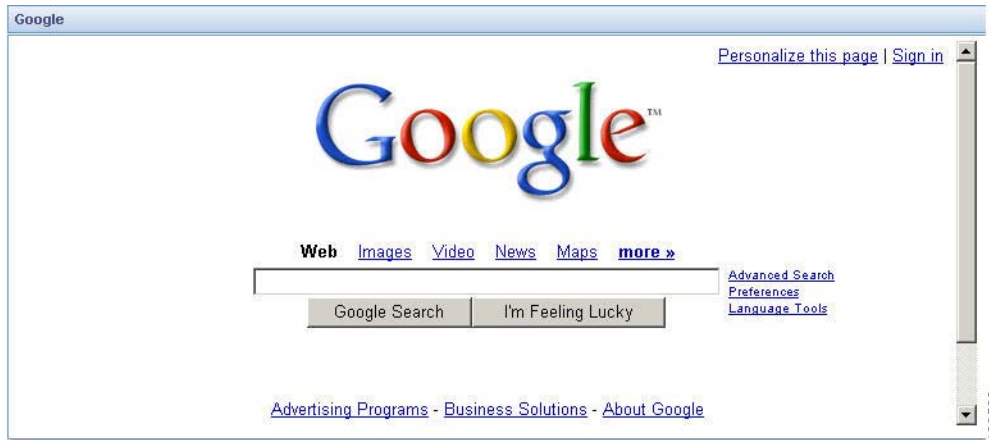 Google
Personalize this page | Sign in
Google™
Web Images Video News Maps more »
Advanced Search
Preferences
Language Tools
Google Search I'm Feeling Lucky
Advertising Programs - Business Solutions - About Google